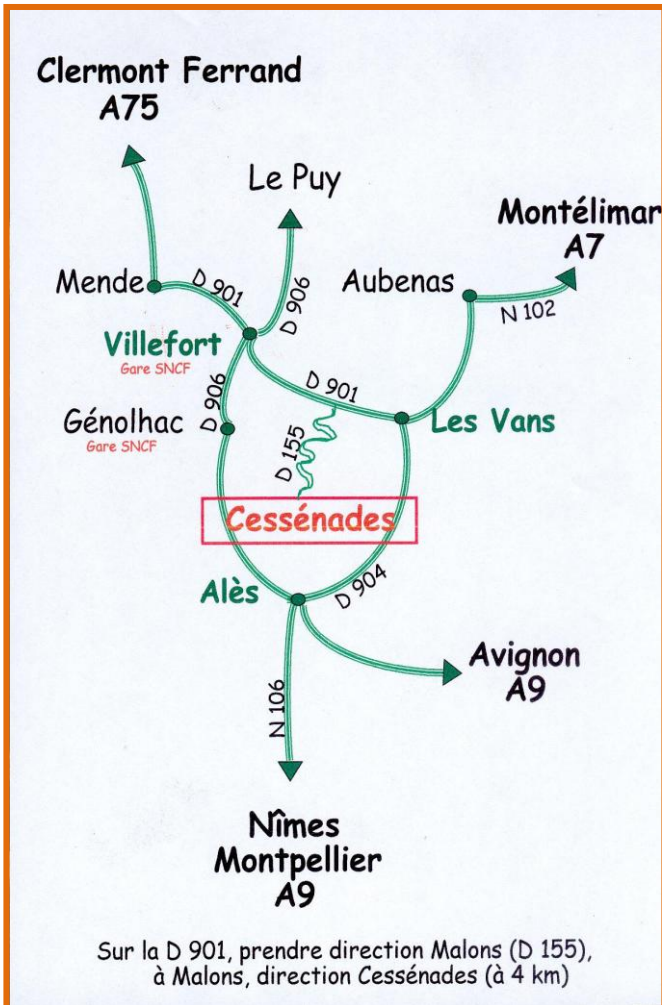 Clermont Ferrand
A75
Le Puy
Montélimar
A7
Mende
D 901
D 906
Aubenas
N 102
Villefort
Gare SNCF
D 906
D 901
Génolhac
Gare SNCF
Les Vans
D 155
Cessénades
Alès
D 904
Avignon
A9
N 106
Nîmes
Montpellier
A9
Sur la D 901, prendre direction Malons (D 155),
à Malons, direction Cessénades (à 4 km)